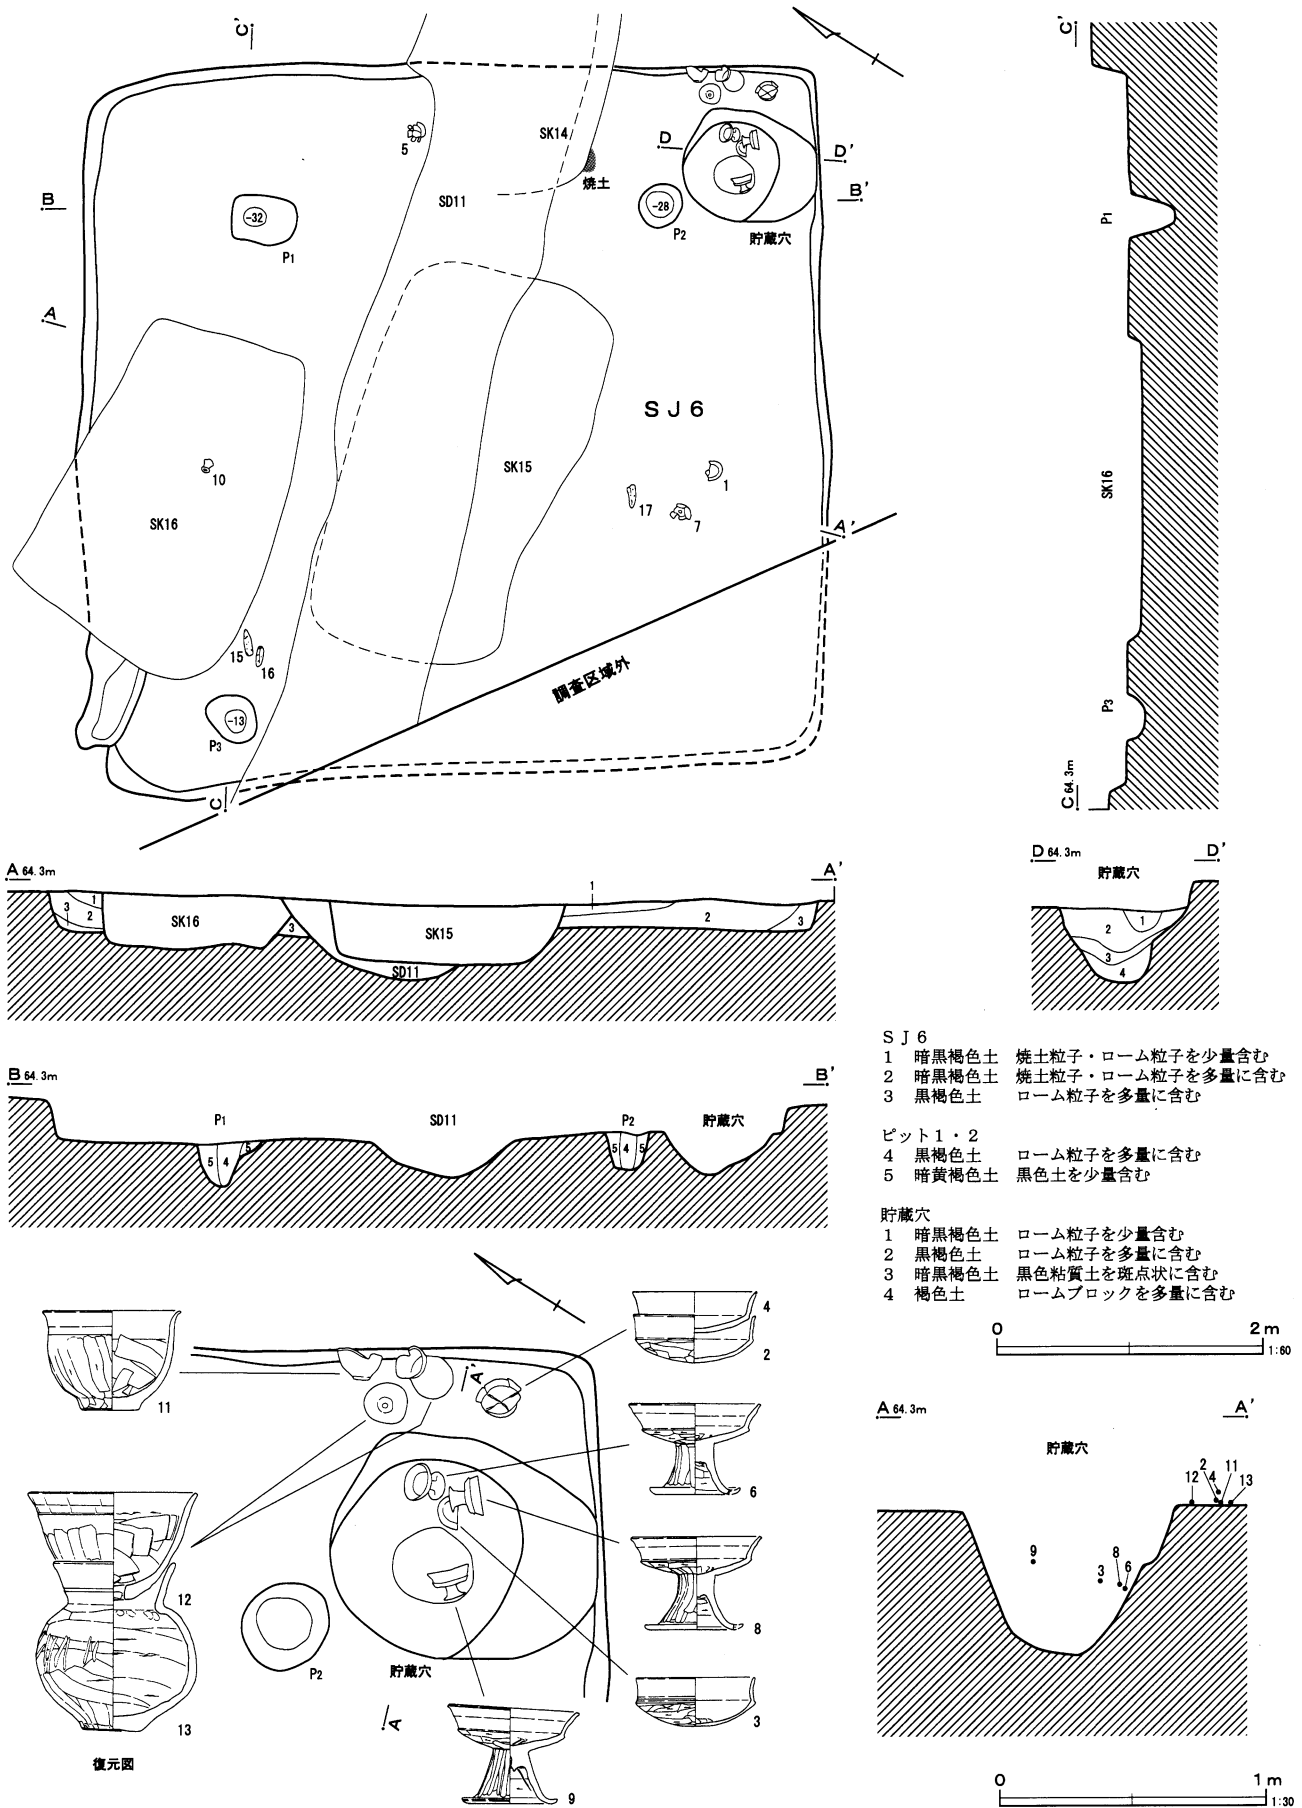 C'
C'
SK14
D
D'
5
焼土
B
B'
SD11
-32
-28
P1
P2
貯蔵穴
P1
A
SJ6
10
SK15
1
SK16
17
7
SK16
A'
15
16
調査区域外
-13
P3
P3
C
C 64.3m
A 64.3m
A'
D 64.3m
D'
貯蔵穴
1
3
1
2
SK16
3
SK15
2
3
SD11
1
2
3
4
B 64.3m
B'
P1
SD11
P2
貯蔵穴
5
4
5
5
4
5
SJ6
1 暗黒褐色土 焼土粒子・ローム粒子を少量含む
2 暗黒褐色土 焼土粒子・ローム粒子を多量に含む
3 黒褐色土 ローム粒子を多量に含む
ピット1・2
4 黒褐色土 ローム粒子を多量に含む
5 暗黄褐色土 黒色土を少量含む
貯蔵穴
1 暗黒褐色土 ローム粒子を少量含む
2 黒褐色土 ローム粒子を多量に含む
3 暗黒褐色土 黒色粘質土を斑点状に含む
4 褐色土 ロームブロックを多量に含む
0 2m
1:60
4
2
A'
11
6
12
8
P2
貯蔵穴
3
13
A
復元図
9
A 64.3m
A'
貯蔵穴
2
11
12
4
13
9
3
8
6
0 1m
1:30